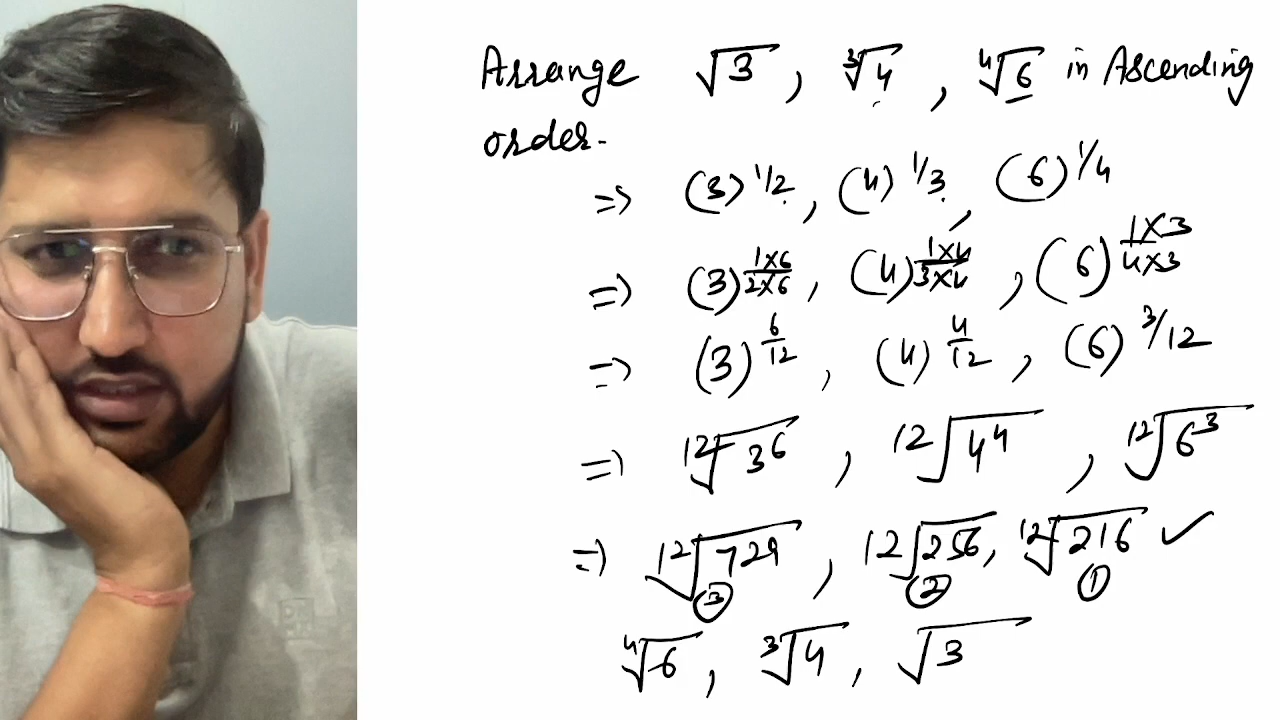 Arrange √3 , ∛4 , ∜6 in Ascending
order.
⇒ (3)^1/2 , (4)^1/3 , (6)^1/4
⇒ (3)^(1×6)/(2×6) , (4)^(1×4)/(3×4) , (6)^(1×3)/(4×3)
⇒ (3)^6/12 , (4)^4/12 , (6)^3/12
⇒ ¹²√3⁶ , ¹²√4⁴ , ¹²√6³
⇒ ¹²√729 , ¹²√256 , ¹²√216 ✓
③ ② ①
∜6 , ∛4 , √3